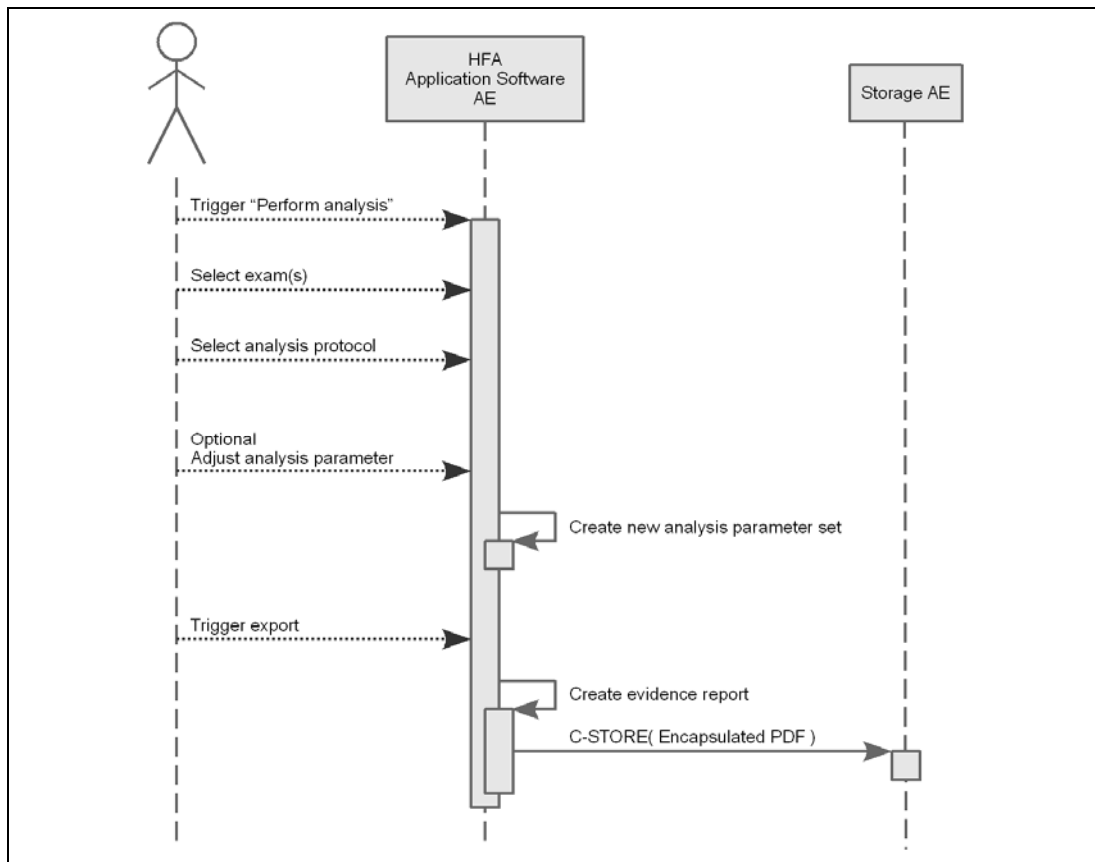 HFA
Application Software
AE
Storage AE
Trigger “Perform analysis”
Select exam(s)
Select analysis protocol
Optional
Adjust analysis parameter
Create new analysis parameter set
Trigger export
Create evidence report
C-STORE( Encapsulated PDF )